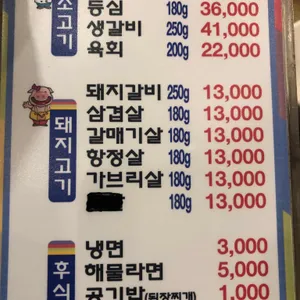 소고기
등심 180g 36,000
생갈비 250g 41,000
육회 200g 22,000
돼지고기
돼지갈비 250g 13,000
삼겹살 180g 13,000
갈매기살 180g 13,000
항정살 180g 13,000
가브리살 180g 13,000
180g 13,000
후식
냉면 3,000
해물라면 5,000
공기밥(된장찌개) 1,000